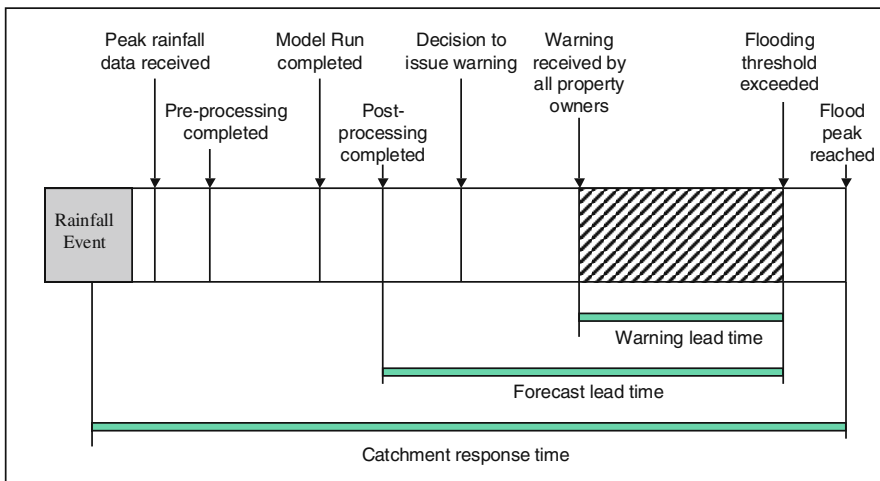 Peak rainfall
data received
Model Run
completed
Decision to
issue warning
Warning
received by
all property
owners
Flooding
threshold
exceeded
Pre-processing
completed
Post-
processing
completed
Flood
peak
reached
Rainfall
Event
Warning lead time
Forecast lead time
Catchment response time